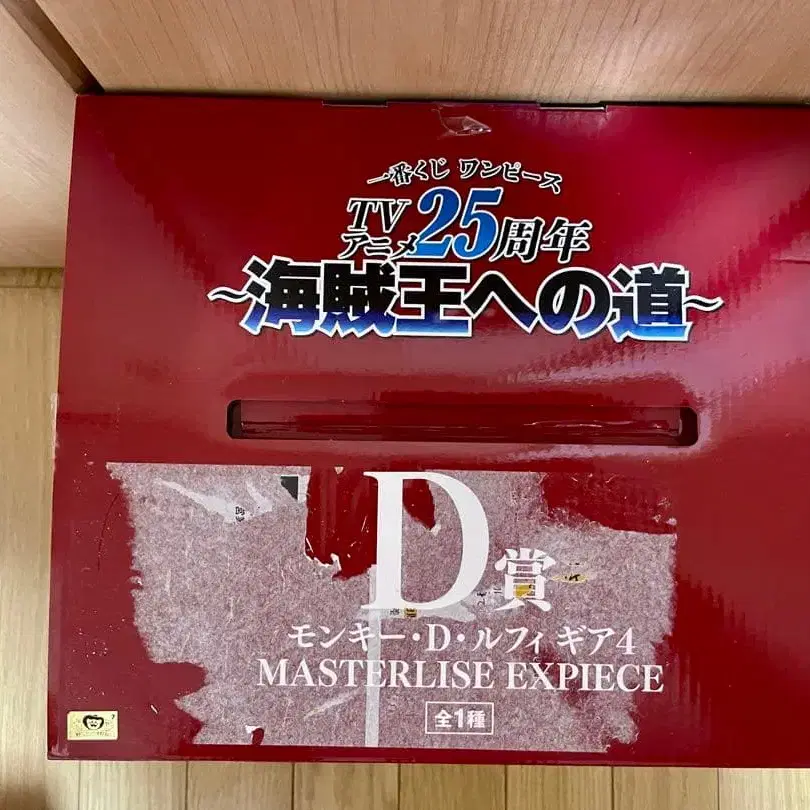 一番くじ ワンピース
TVアニメ25周年
~海賊王への道~
D賞
モンキー・D・ルフィ ギア4
MASTERLISE EXPIECE
全1種